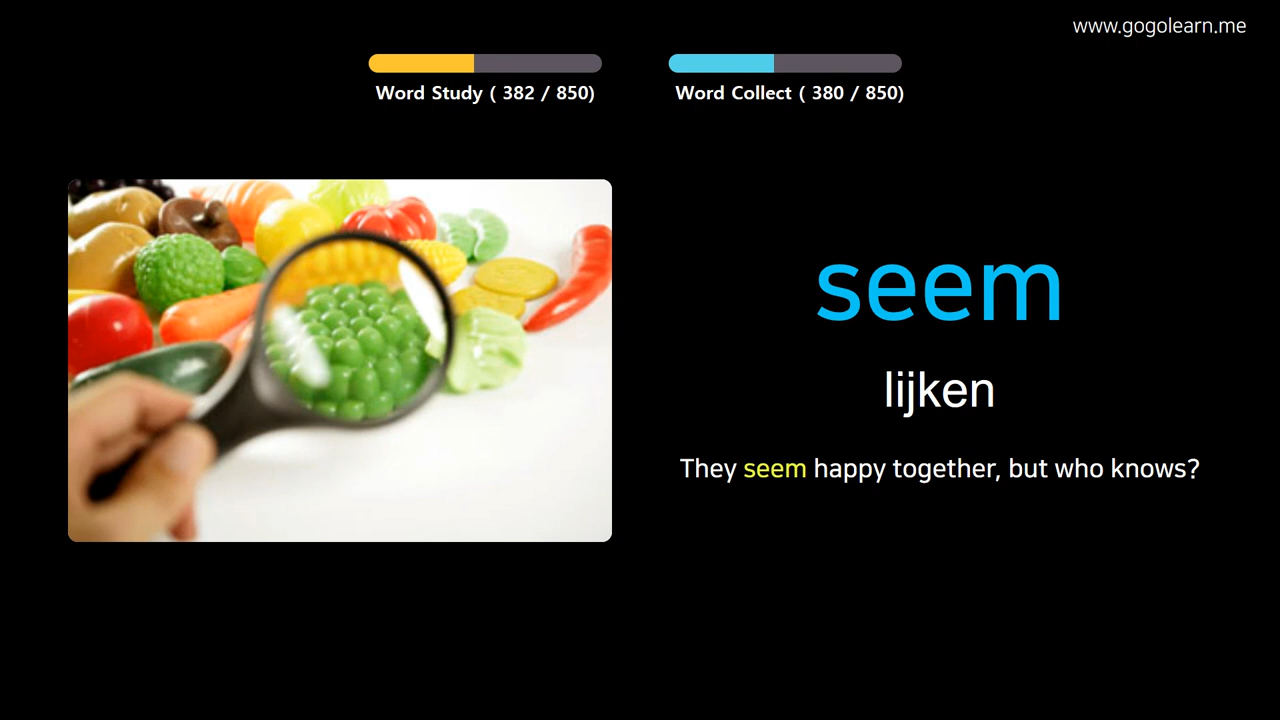 www.gogolearn.me
Word Study ( 382 / 850)
Word Collect ( 380 / 850)
seem
lijken
They seem happy together, but who knows?